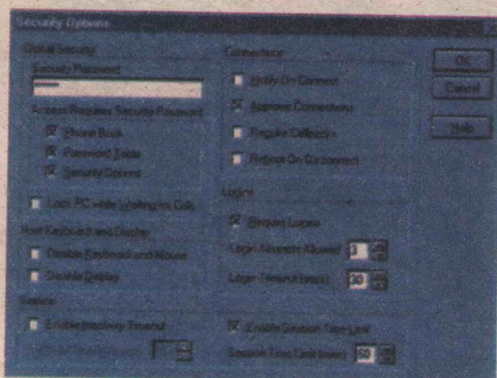 Security Options
Global Security
Security Password
Access Requires Security Password
Phone Book
Password Table
Security Options
Lock PC while Waiting for Calls
Host Keyboard and Display
Disable Keyboard and Mouse
Disable Display
Session
Enable Inactivity Timeout
Connections
Notify On Connect
Approve Connections
Require Callbacks
Reboot On Disconnect
Logins
Require Logins
Login Attempts Allowed 3
Login Timeout (secs) 30
Enable Session Time Limit
Session Time Limit (mins) 60
OK
Cancel
Help